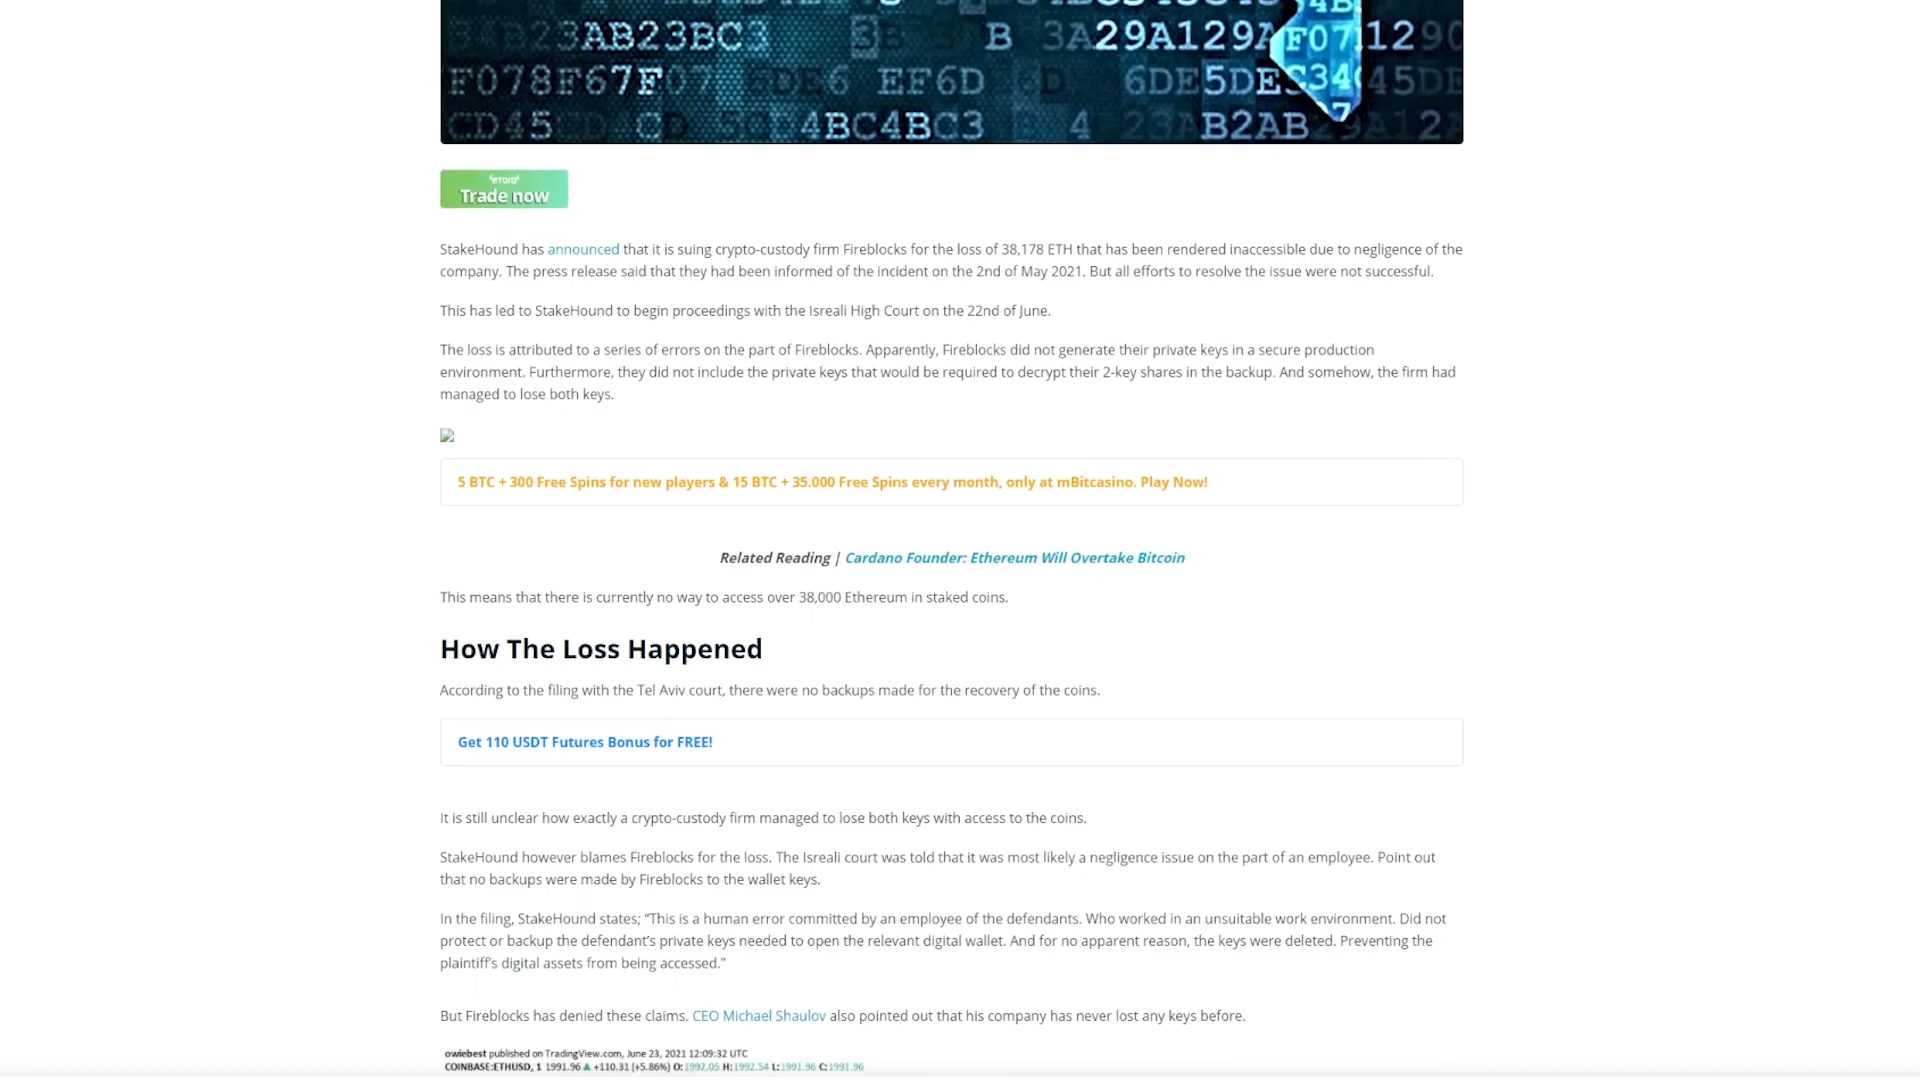 AB23BC3 3 B 3A29A129A F07 129C
F078F67F07 DE6 EF6D 6DE5DEC34 45DE
CD45 CD 4BC4BC3 4 23AB2AB 12A
eToro
Trade now
StakeHound has announced that it is suing crypto-custody firm Fireblocks for the loss of 38,178 ETH that has been rendered inaccessible due to negligence of the
company. The press release said that they had been informed of the incident on the 2nd of May 2021. But all efforts to resolve the issue were not successful.
This has led to StakeHound to begin proceedings with the Isreali High Court on the 22nd of June.
The loss is attributed to a series of errors on the part of Fireblocks. Apparently, Fireblocks did not generate their private keys in a secure production
environment. Furthermore, they did not include the private keys that would be required to decrypt their 2-key shares in the backup. And somehow, the firm had
managed to lose both keys.
5 BTC + 300 Free Spins for new players & 15 BTC + 35.000 Free Spins every month, only at mBitcasino. Play Now!
Related Reading | Cardano Founder: Ethereum Will Overtake Bitcoin
This means that there is currently no way to access over 38,000 Ethereum in staked coins.
How The Loss Happened
According to the filing with the Tel Aviv court, there were no backups made for the recovery of the coins.
Get 110 USDT Futures Bonus for FREE!
It is still unclear how exactly a crypto-custody firm managed to lose both keys with access to the coins.
StakeHound however blames Fireblocks for the loss. The Isreali court was told that it was most likely a negligence issue on the part of an employee. Point out
that no backups were made by Fireblocks to the wallet keys.
In the filing, StakeHound states; “This is a human error committed by an employee of the defendants. Who worked in an unsuitable work environment. Did not
protect or backup the defendant’s private keys needed to open the relevant digital wallet. And for no apparent reason, the keys were deleted. Preventing the
plaintiff’s digital assets from being accessed.”
But Fireblocks has denied these claims. CEO Michael Shaulov also pointed out that his company has never lost any keys before.
owiebest published on TradingView.com, June 23, 2021 12:09:32 UTC
COINBASE:ETHUSD, 1 1991.96 ▲ +110.31 (+5.86%) O:1992.05 H:1992.54 L:1991.96 C:1991.96